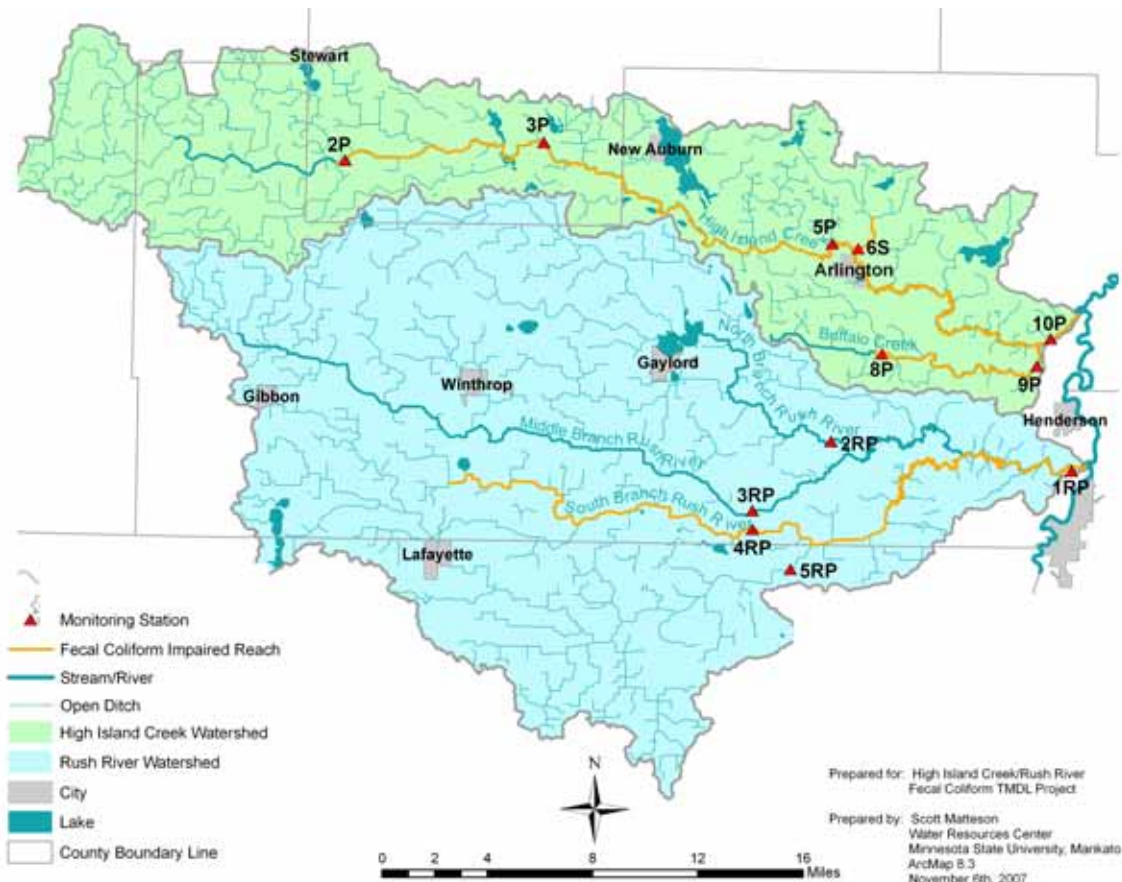 Stewart
2P
3P
New Auburn
High Island Creek
5P
6S
Arlington
10P
Buffalo Creek
8P
9P
North Branch Rush River
Gaylord
Winthrop
Gibbon
Henderson
Middle Branch Rush River
2RP
1RP
3RP
South Branch Rush River
4RP
Lafayette
5RP
Monitoring Station
Fecal Coliform Impaired Reach
Stream/River
Open Ditch
High Island Creek Watershed
Rush River Watershed
City
Lake
County Boundary Line
N
0 2 4 8 12 16
Miles
Prepared for: High Island Creek/Rush River
Fecal Coliform TMDL Project
Prepared by: Scott Matteson
Water Resources Center
Minnesota State University, Mankato
ArcMap 8.3
November 6th, 2007